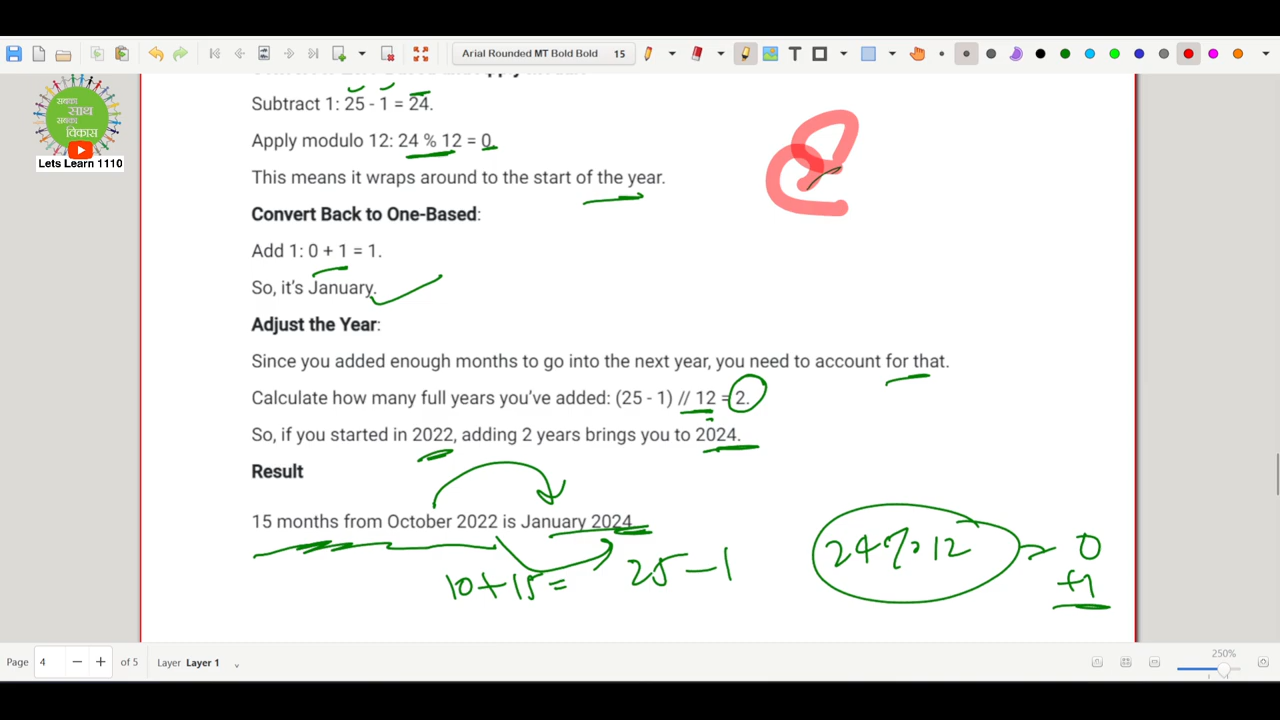 Arial Rounded MT Bold Bold 15
सबका
साथ
सबका
विकास
Lets Learn 1110
Subtract 1: 25 - 1 = 24.
Apply modulo 12: 24 % 12 = 0.
This means it wraps around to the start of the year.
Convert Back to One-Based:
Add 1: 0 + 1 = 1.
So, it's January.
Adjust the Year:
Since you added enough months to go into the next year, you need to account for that.
Calculate how many full years you've added: (25 - 1) // 12 = 2.
So, if you started in 2022, adding 2 years brings you to 2024.
Result
15 months from October 2022 is January 2024
10+15= 25-1
24%12 = 0
+1
Page 4 of 5 Layer Layer 1 250%